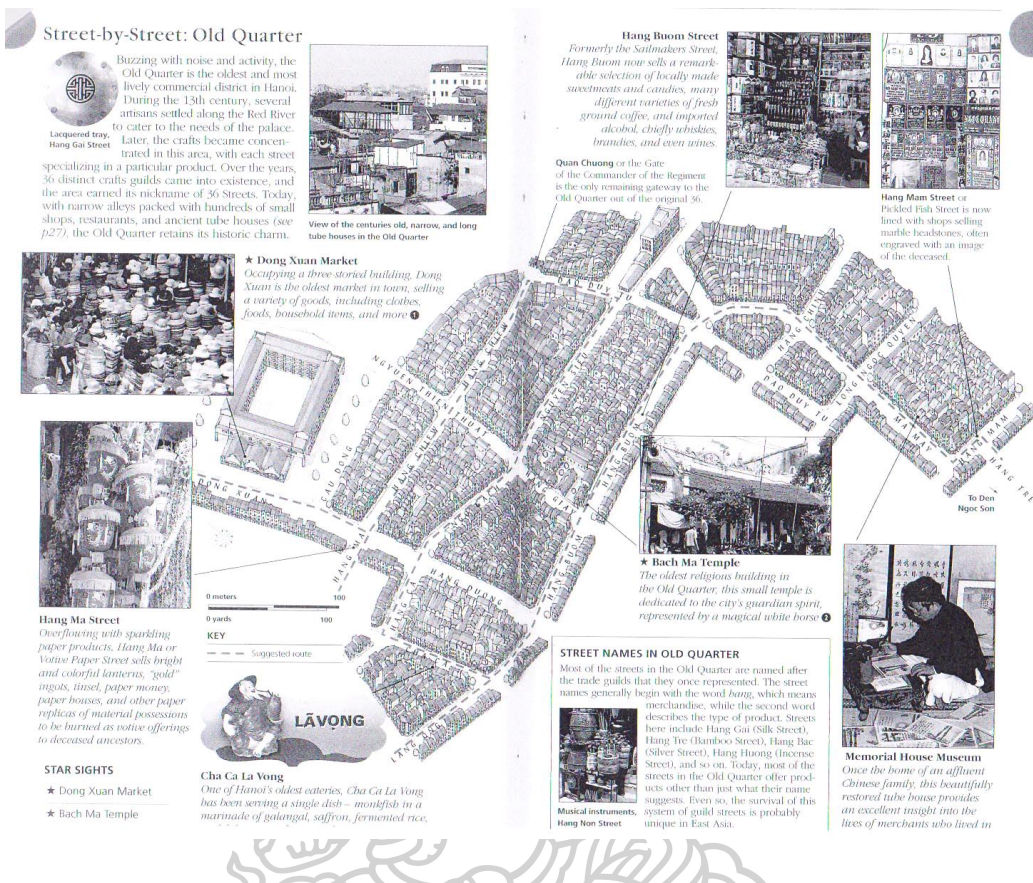 Street-by-Street: Old Quarter
Buzzing with noise and activity, the
Old Quarter is the oldest and most
lively commercial district in Hanoi.
During the 13th century, several
artisans settled along the Red River
to cater to the needs of the palace.
Later, the crafts became concen-
trated in this area, with each street
specializing in a particular product. Over the years,
36 distinct crafts guilds came into existence, and
the area earned its nickname of 36 Streets. Today,
with narrow alleys packed with hundreds of small
shops, restaurants, and ancient tube houses (see
p27), the Old Quarter retains its historic charm.
Lacquered tray,
Hang Gai Street
View of the centuries old, narrow, and long
tube houses in the Old Quarter
★ Dong Xuan Market
Occupying a three-storied building, Dong
Xuan is the oldest market in town, selling
a variety of goods, including clothes,
foods, household items, and more 1
Hang Ma Street
Overflowing with sparkling
paper products, Hang Ma or
Votive Paper Street sells bright
and colorful lanterns, "gold"
ingots, tinsel, paper money,
paper houses, and other paper
replicas of material possessions
to be burned as votive offerings
to deceased ancestors.
STAR SIGHTS
★ Dong Xuan Market
★ Bach Ma Temple
0 meters 100
0 yards 100
KEY
Suggested route
LÃVỌNG
Cha Ca La Vong
One of Hanoi's oldest eateries, Cha Ca La Vong
has been serving a single dish – monkfish in a
marinade of galangal, saffron, fermented rice,
Hang Buom Street
Formerly the Sailmakers Street,
Hang Buom now sells a remark-
able selection of locally made
sweetmeats and candies, many
different varieties of fresh
ground coffee, and imported
alcohol, chiefly whiskies,
brandies, and even wines.
Quan Chuong or the Gate
of the Commander of the Regiment
is the only remaining gateway to the
Old Quarter out of the original 36.
Hang Mam Street or
Pickled Fish Street is now
lined with shops selling
marble headstones, often
engraved with an image
of the deceased.
DONG XUAN
CAU DONG
NGUYEN THIEN THUAT
DAO DUY TU
HANG BUOM
HANG BUOM
HANG DUONG
DAO DUY TU
MA MAY
HANG MAM
HANG TRE
To Den
Ngoc Son
★ Bach Ma Temple
The oldest religious building in
the Old Quarter, this small temple is
dedicated to the city's guardian spirit,
represented by a magical white horse 2
STREET NAMES IN OLD QUARTER
Most of the streets in the Old Quarter are named after
the trade guilds that they once represented. The street
names generally begin with the word hang, which means
merchandise, while the second word
describes the type of product. Streets
here include Hang Gai (Silk Street),
Hang Tre (Bamboo Street), Hang Bac
(Silver Street), Hang Huong (Incense
Street), and so on. Today, most of the
streets in the Old Quarter offer prod-
ucts other than just what their name
suggests. Even so, the survival of this
system of guild streets is probably
unique in East Asia.
Musical instruments,
Hang Non Street
Memorial House Museum
Once the home of an affluent
Chinese family, this beautifully
restored tube house provides
an excellent insight into the
lives of merchants who lived in